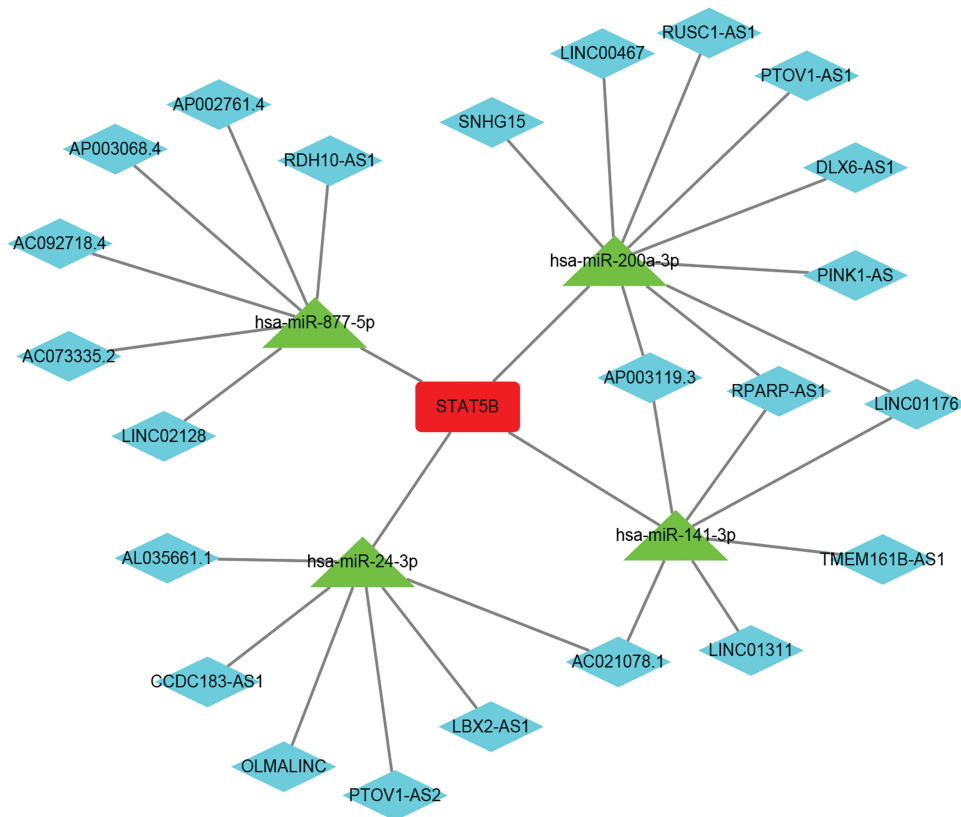 RUSC1-AS1
LINC00467
PTOV1-AS1
AP002761.4
SNHG15
AP003068.4
RDH10-AS1
DLX6-AS1
AC092718.4
hsa-miR-200a-3p
PINK1-AS
hsa-miR-877-5p
AC073335.2
AP003119.3
RPARP-AS1
LINC01176
STAT5B
LINC02128
hsa-miR-141-3p
AL035661.1
hsa-miR-24-3p
TMEM161B-AS1
LINC01311
AC021078.1
CCDC183-AS1
LBX2-AS1
OLMALINC
PTOV1-AS2